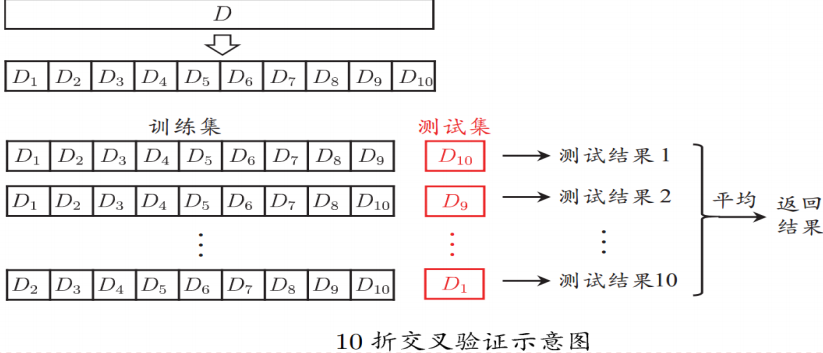 D
D₁ D₂ D₃ D₄ D₅ D₆ D₇ D₈ D₉ D₁₀
训练集 测试集
D₁ D₂ D₃ D₄ D₅ D₆ D₇ D₈ D₉ D₁₀ 测试结果 1
D₁ D₂ D₃ D₄ D₅ D₆ D₇ D₈ D₁₀ D₉ 测试结果 2
平均 返回
结果
⋮ ⋮ ⋮
D₂ D₃ D₄ D₅ D₆ D₇ D₈ D₉ D₁₀ D₁ 测试结果10
10 折交叉验证示意图